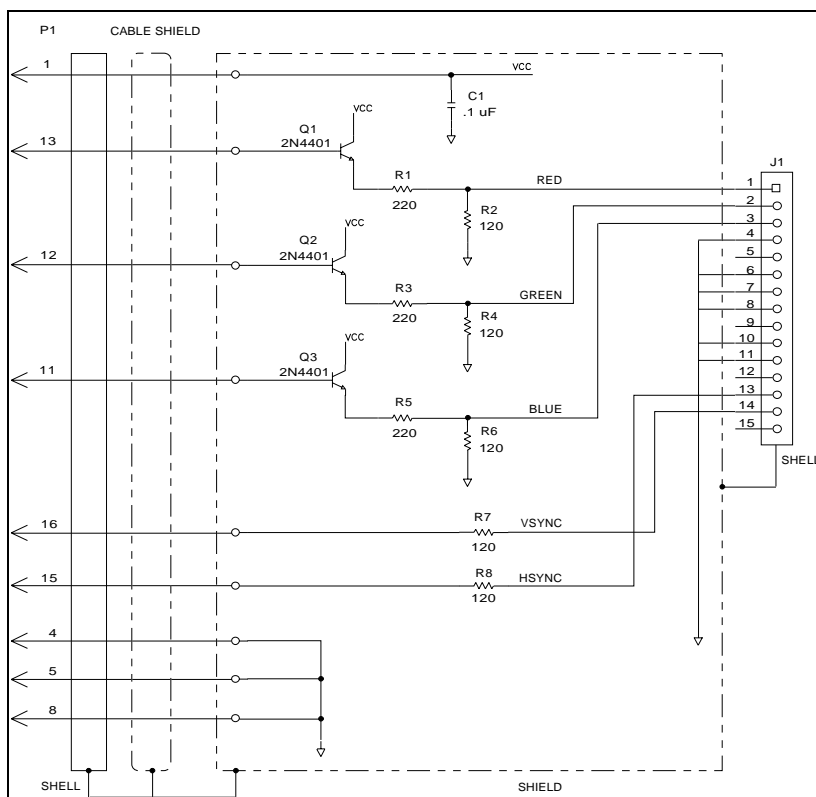 P1
CABLE SHIELD
1
VCC
C1
.1 uF
VCC
Q1
2N4401
13
J1
R1
RED
1
220
R2
120
2
3
VCC
4
Q2
2N4401
5
12
6
R3
GREEN
7
220
R4
120
8
9
VCC
10
Q3
2N4401
11
11
12
R5
BLUE
13
220
R6
120
14
15
SHELL
16
R7
VSYNC
120
15
R8
HSYNC
120
4
5
8
SHELL
SHIELD